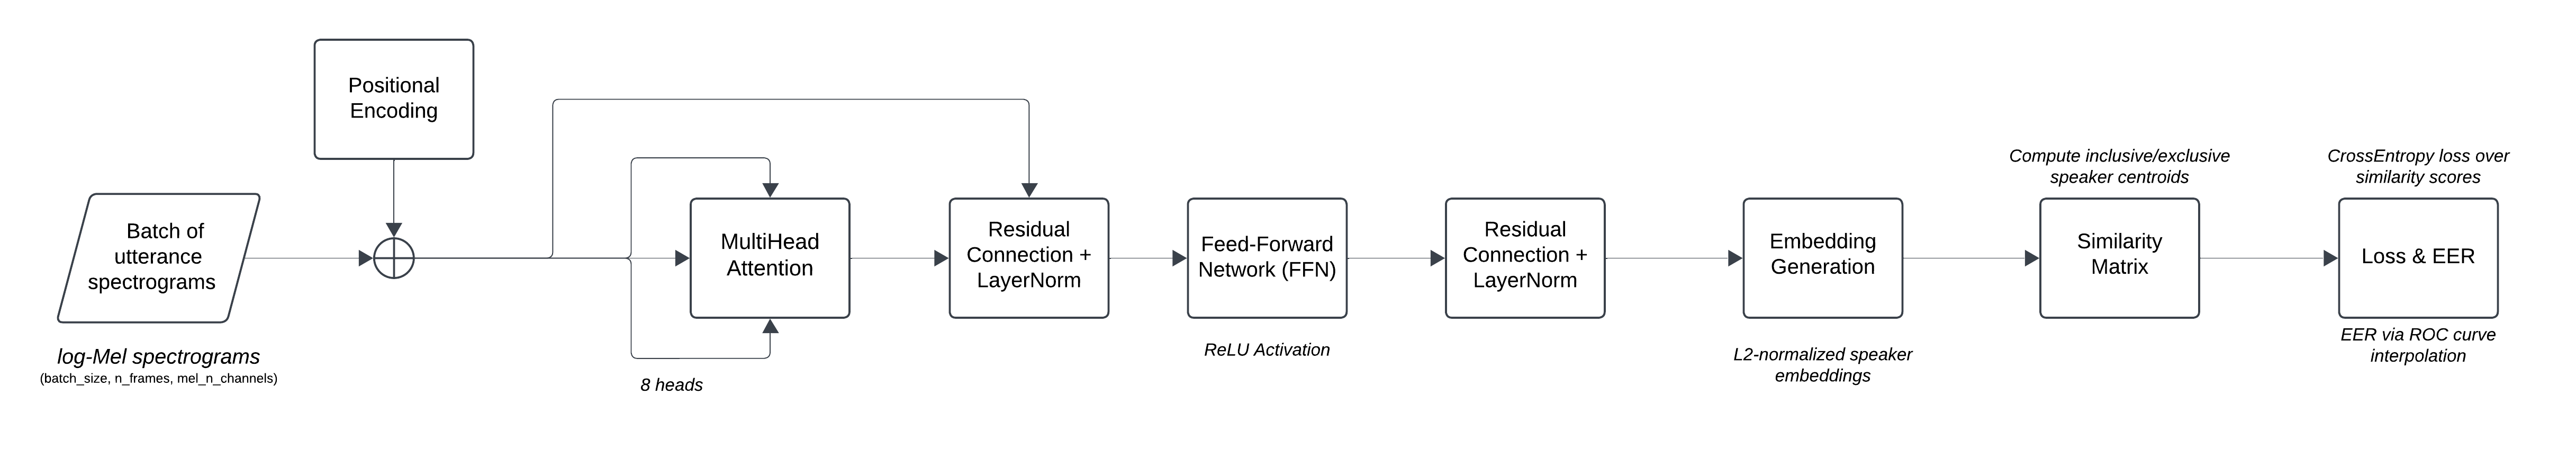 Positional
Encoding
Batch of
utterance
spectrograms
log-Mel spectrograms
(batch_size, n_frames, mel_n_channels)
MultiHead
Attention
8 heads
Residual
Connection +
LayerNorm
Feed-Forward
Network (FFN)
ReLU Activation
Residual
Connection +
LayerNorm
Embedding
Generation
L2-normalized speaker
embeddings
Compute inclusive/exclusive
speaker centroids
Similarity
Matrix
CrossEntropy loss over
similarity scores
Loss & EER
EER via ROC curve
interpolation